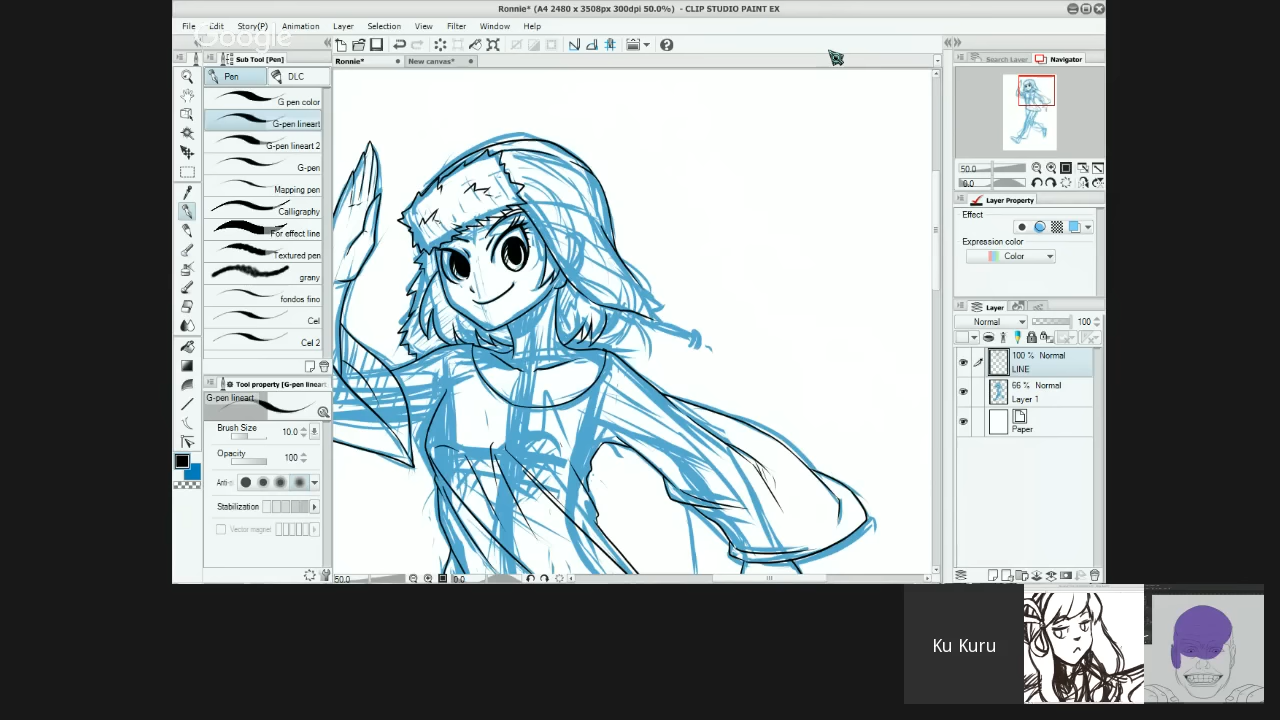 Ronnie* (A4 2480 x 3508px 300dpi 50.0%) - CLIP STUDIO PAINT EX
File Edit Story(P) Animation Layer Selection View Filter Window Help
Google
Sub Tool [Pen]
Ronnie*
New canvas*
Search Layer
Navigator
Pen
DLC
G pen color
G-pen lineart
G-pen lineart 2
G-pen
Mapping pen
Calligraphy
For effect line
Textured pen
grany
fondos fino
Cel
Cel 2
Tool property [G-pen lineart
G-pen lineart
Brush Size 10.0
Opacity 100
Anti-
Stabilization
Vector magnet
50.0
0.0
50.0
0.0
Layer Property
Effect
Expression color
Color
Layer
Normal 100
100 % Normal
LINE
66 % Normal
Layer 1
Paper
Ku Kuru